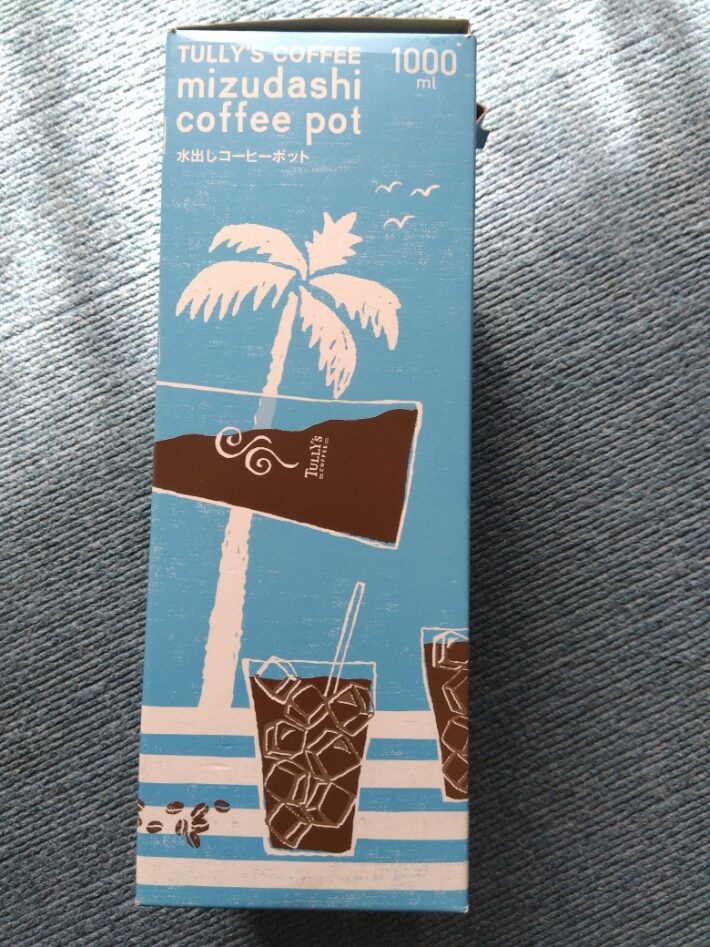 TULLY'S COFFEE
mizudashi
coffee pot
1000
ml
水出しコーヒーポット
TULLY'S
COFFEE